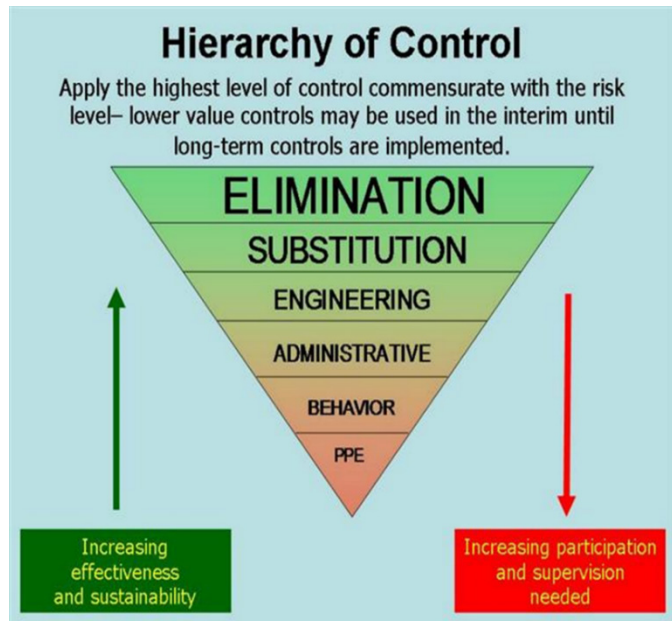 Hierarchy of Control
Apply the highest level of control commensurate with the risk
level– lower value controls may be used in the interim until
long-term controls are implemented.
ELIMINATION
SUBSTITUTION
ENGINEERING
ADMINISTRATIVE
BEHAVIOR
PPE
Increasing
effectiveness
and sustainability
Increasing participation
and supervision
needed